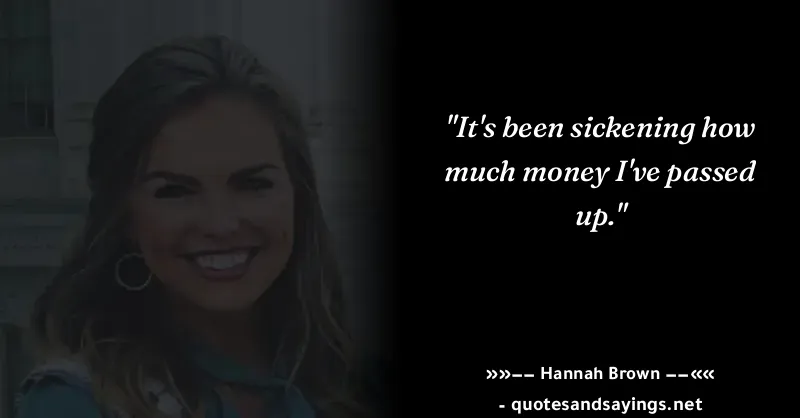 "It's been sickening how
much money I've passed
up."
»»−− Hannah Brown −−««
- quotesandsayings.net